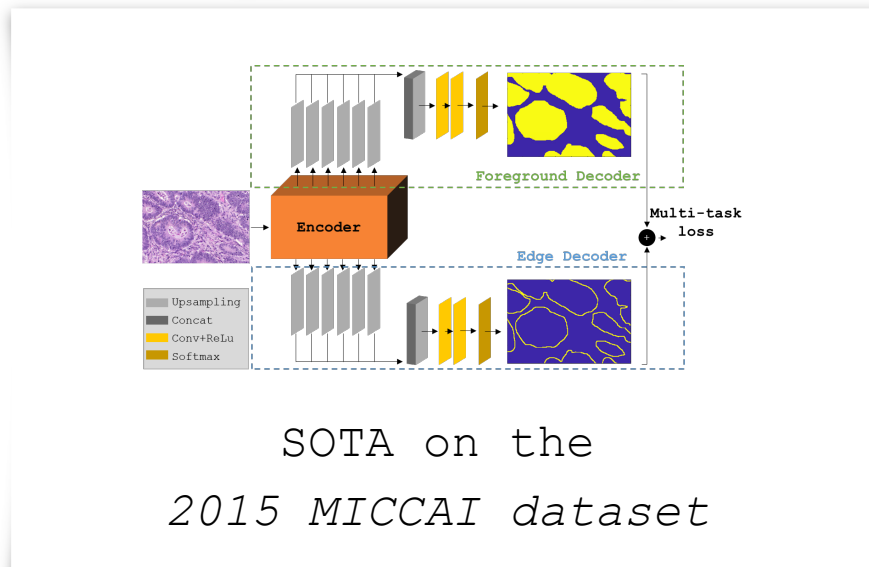 Foreground Decoder
Encoder
Multi-task
loss
+
Edge Decoder
Upsampling
Concat
Conv+ReLu
Softmax
SOTA on the
2015 MICCAI dataset